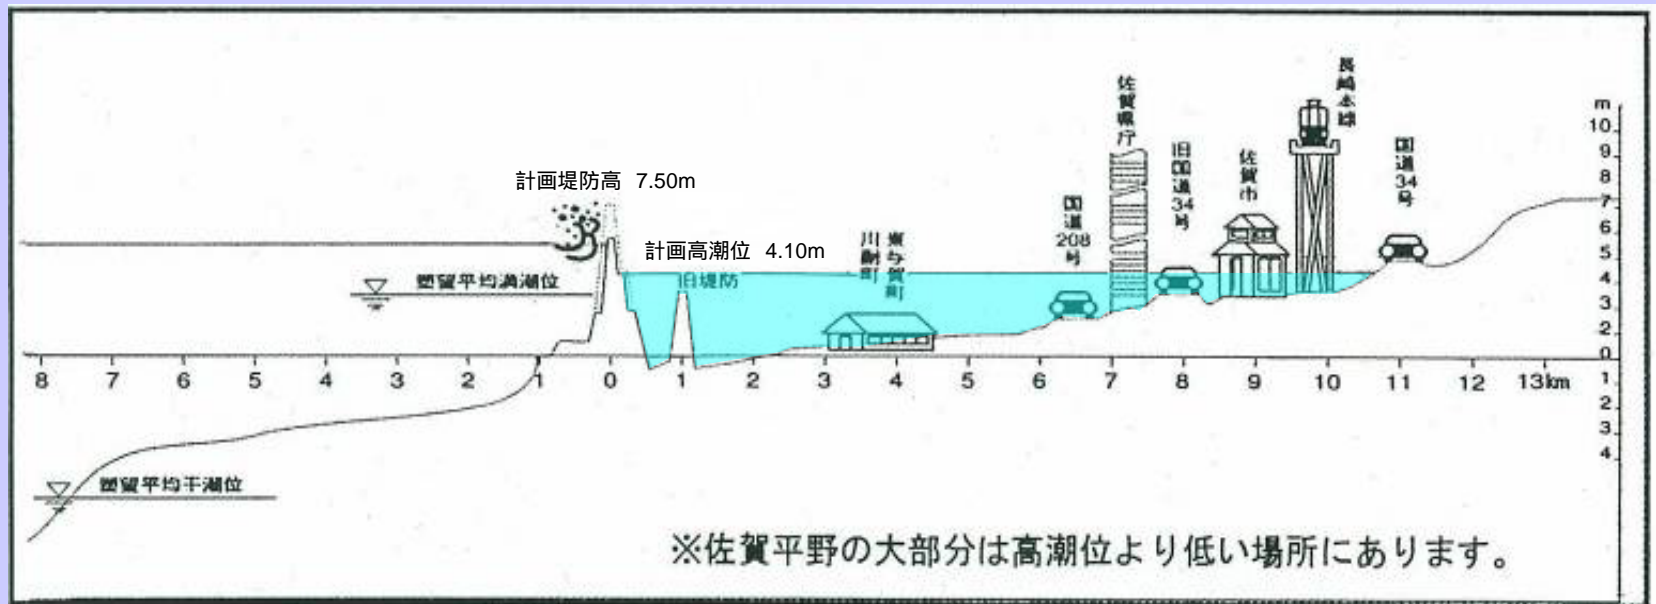 計画堤防高 7.50m
計画高潮位 4.10m
旧堤防
朔望平均満潮位
朔望平均干潮位
川副町
東与賀町
国道208号
佐賀県庁
旧国道34号
佐賀市
長崎本線
国道34号
m
10
9
8
7
6
5
4
3
2
1
0
1
2
3
4
8 7 6 5 4 3 2 1 0 1 2 3 4 5 6 7 8 9 10 11 12 13km
※佐賀平野の大部分は高潮位より低い場所にあります。